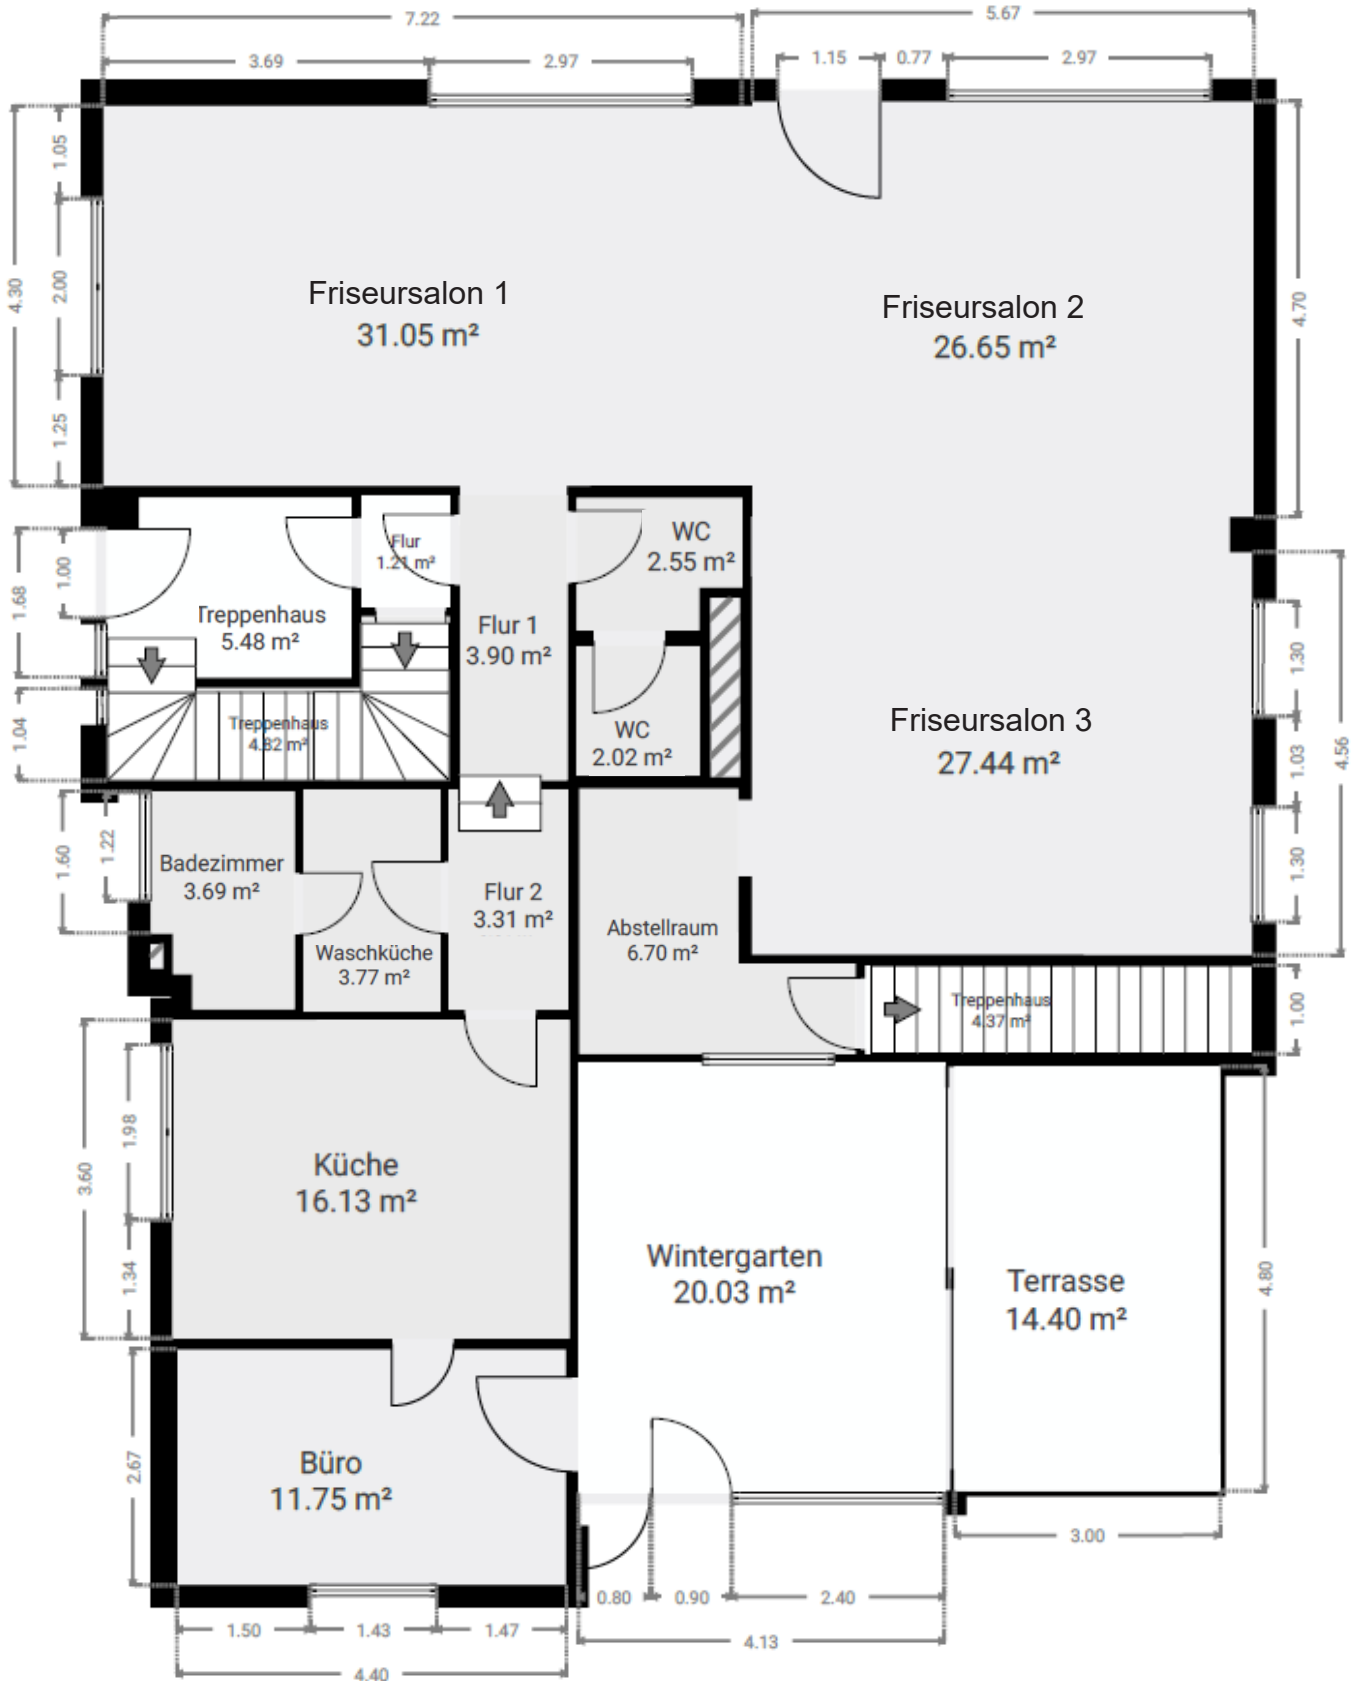 7.22
5.67
3.69
2.97
1.15
0.77
2.97
1.05
2.00
4.30
1.25
4.70
Friseursalon 1
31.05 m²
Friseursalon 2
26.65 m²
Flur
1.21 m²
WC
2.55 m²
1.00
1.68
Treppenhaus
5.48 m²
Flur 1
3.90 m²
1.30
1.04
Treppenhaus
4.82 m²
WC
2.02 m²
Friseursalon 3
27.44 m²
1.03
4.56
1.22
1.60
Badezimmer
3.69 m²
Flur 2
3.31 m²
1.30
Waschküche
3.77 m²
Abstellraum
6.70 m²
Treppenhaus
4.37 m²
1.00
1.98
3.60
1.34
Küche
16.13 m²
Wintergarten
20.03 m²
Terrasse
14.40 m²
4.80
2.67
Büro
11.75 m²
3.00
0.80
0.90
2.40
1.50
1.43
1.47
4.13
4.40